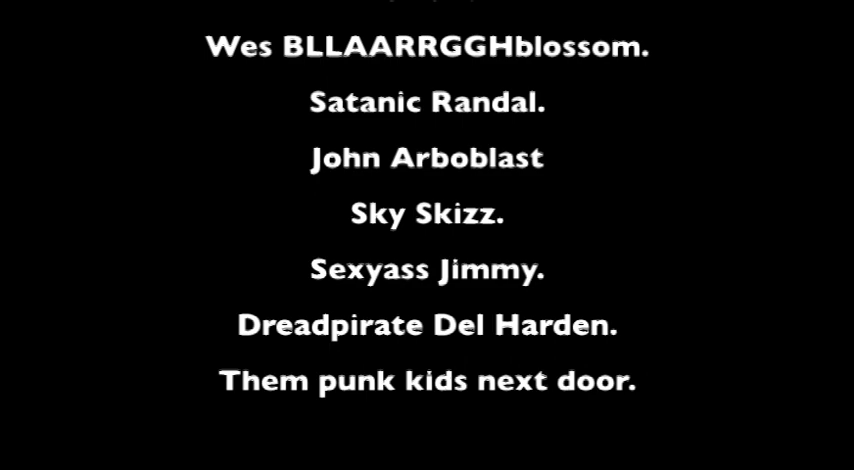 Wes BLLAARRGGHblossom.
Satanic Randal.
John Arboblast
Sky Skizz.
Sexyass Jimmy.
Dreadpirate Del Harden.
Them punk kids next door.